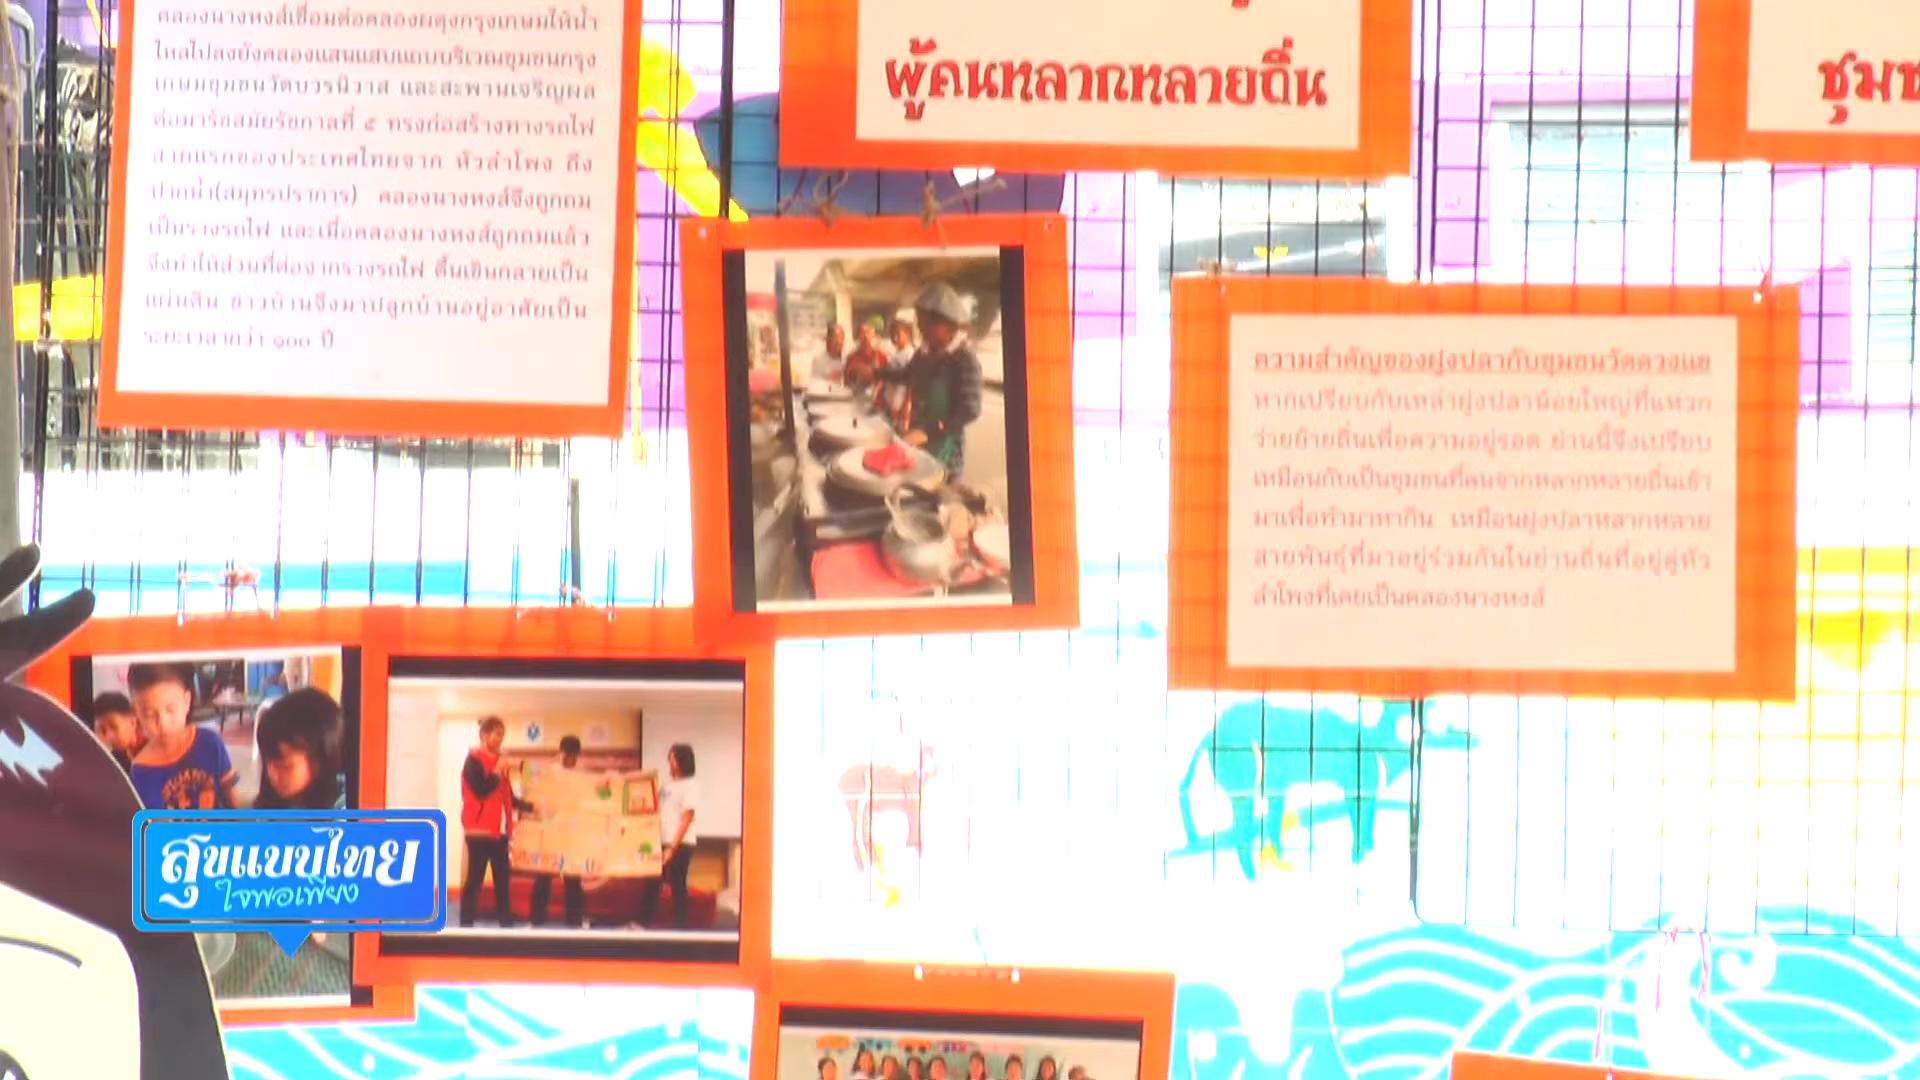 คลองนางหงส์เชื่อมต่อคลองผดุงกรุงเกษมให้น้ำ
ไหลไปลงยังคลองแสนแสบแถบบริเวณชุมชนกรุง
เกษมชุมชนวัดบวรนิวาส และสะพานเจริญผล
ต่อมารัชสมัยรัชกาลที่ ๕ ทรงก่อสร้างทางรถไฟ
สายแรกของประเทศไทยจาก หัวลำโพง ถึง
ปากน้ำ(สมุทรปราการ) คลองนางหงส์จึงถูกถม
เป็นรางรถไฟ และเมื่อคลองนางหงส์ถูกถมแล้ว
จึงทำให้ส่วนที่ต่อจากรางรถไฟ ตื้นเขินกลายเป็น
แผ่นดิน ชาวบ้านจึงมาปลูกบ้านอยู่อาศัยเป็น
ระยะเวลากว่า ๑๐๐ ปี
ผู้คนหลากหลายถิ่น
ความสำคัญของฝูงปลากับชุมชนวัดดวงแข
หากเปรียบกับเหล่าฝูงปลาน้อยใหญ่ที่แหวก
ว่ายย้ายถิ่นเพื่อความอยู่รอด ย่านนี้จึงเปรียบ
เหมือนกับเป็นชุมชนที่คนจากหลากหลายถิ่นเข้า
มาเพื่อทำมาหากิน เหมือนฝูงปลาหลากหลาย
สายพันธุ์ที่มาอยู่ร่วมกันในย่านถิ่นที่อยู่คู่หัว
ลำโพงที่เคยเป็นคลองนางหงส์
สุขแบบไทย
ใจพอเพียง